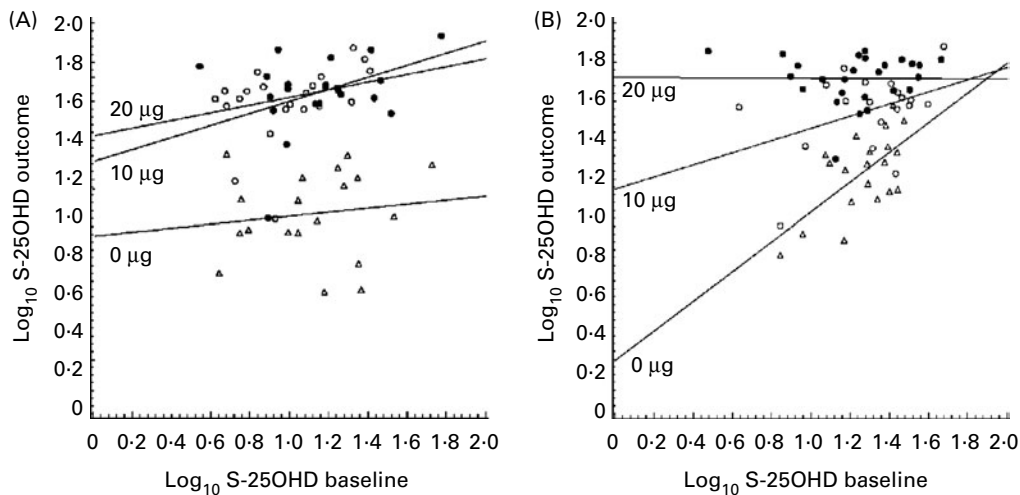 (A)
2·0
1·8
1·6
1·4
1·2
1·0
0·8
0·6
0·4
0·2
0
Log10 S-25OHD outcome
20 μg
10 μg
0 μg
0 0·2 0·6 0·4 0·8 1·0 1·2 1·4 1·6 1·8 2·0
Log10 S-25OHD baseline
(B)
2·0
1·8
1·6
1·4
1·2
1·0
0·8
0·6
0·4
0·2
0
Log10 S-25OHD outcome
20 μg
10 μg
0 μg
0 0·2 0·6 0·4 0·8 1·0 1·2 1·4 1·6 1·8 2·0
Log10 S-25OHD baseline